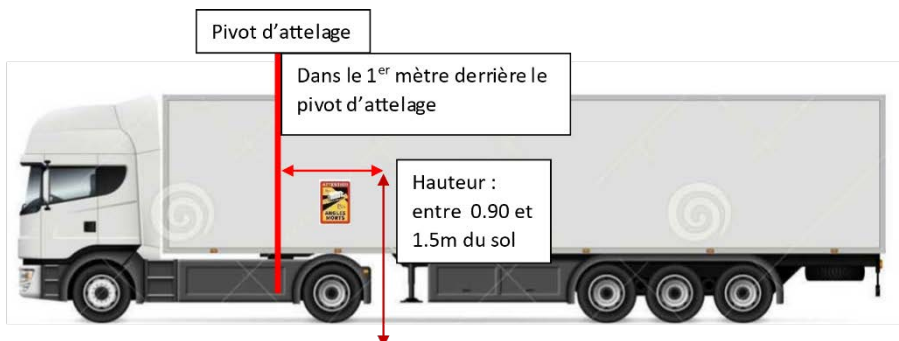 Pivot d'attelage
Dans le 1er mètre derrière le
pivot d'attelage
ATTENTION
ANGLES
MORTS
Hauteur :
entre 0.90 et
1.5m du sol